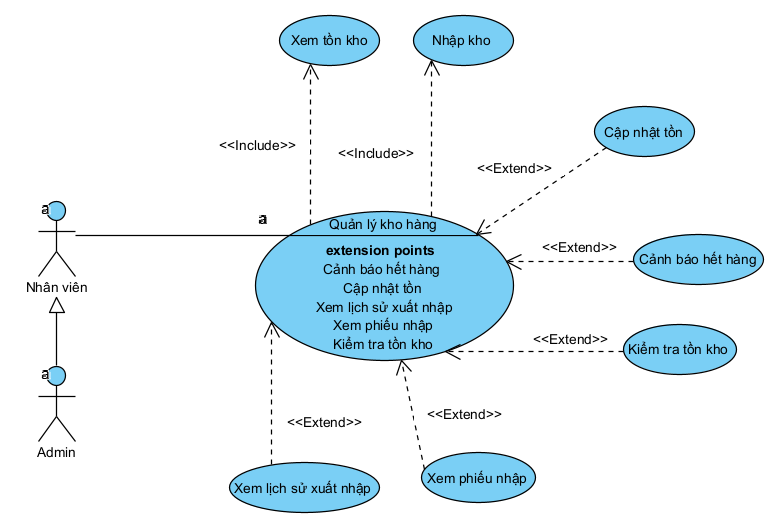 Xem tồn kho
Nhập kho
Cập nhật tồn
<<Include>>
<<Include>>
<<Extend>>
a
a
Quản lý kho hàng
extension points
Cảnh báo hết hàng
Cập nhật tồn
Xem lịch sử xuất nhập
Xem phiếu nhập
Kiểm tra tồn kho
<<Extend>>
Cảnh báo hết hàng
Nhân viên
<<Extend>>
Kiểm tra tồn kho
a
Admin
<<Extend>>
<<Extend>>
Xem lịch sử xuất nhập
Xem phiếu nhập